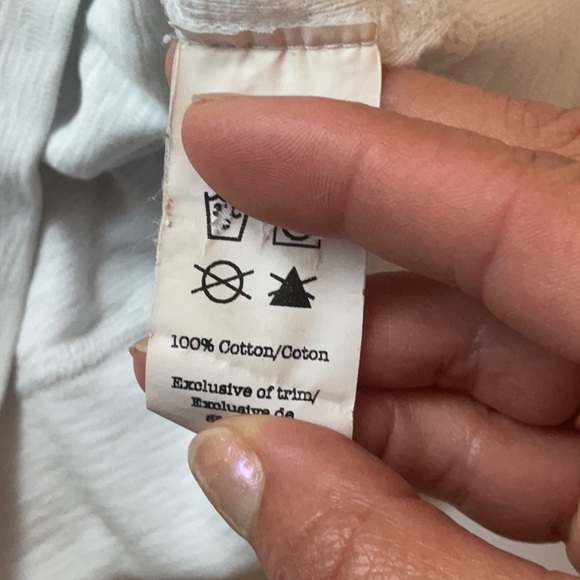 100% Cotton/Coton
Exclusive of trim/
Exclusive de